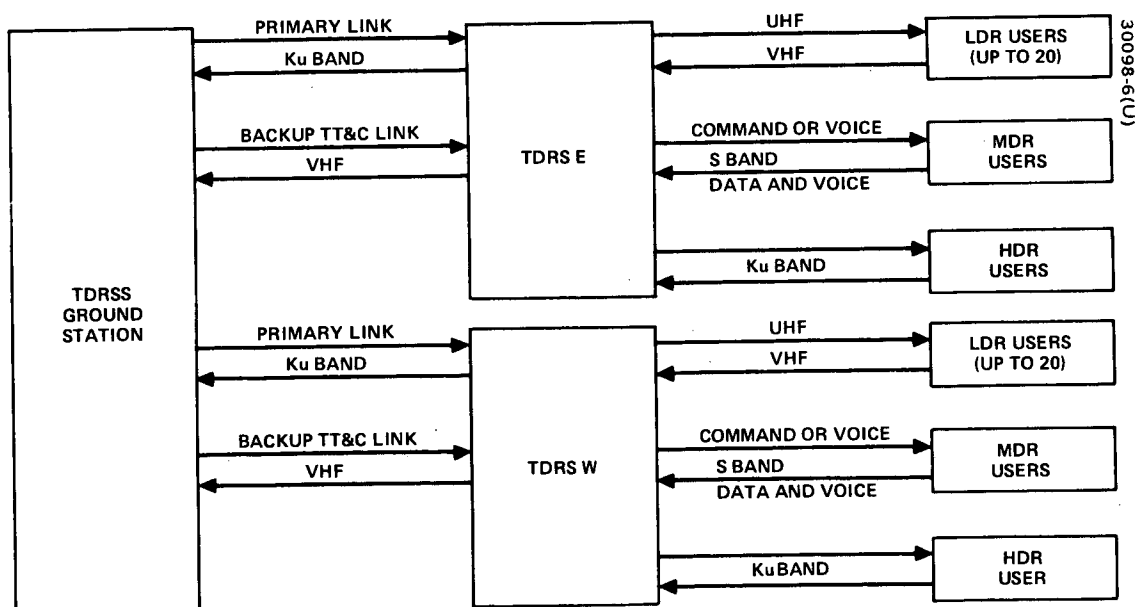 TDRSS
GROUND
STATION
PRIMARY LINK
Ku BAND
BACKUP TT&C LINK
VHF
TDRS E
UHF
VHF
LDR USERS
(UP TO 20)
COMMAND OR VOICE
S BAND
DATA AND VOICE
MDR
USERS
Ku BAND
HDR
USERS
PRIMARY LINK
Ku BAND
BACKUP TT&C LINK
VHF
TDRS W
UHF
VHF
LDR USERS
(UP TO 20)
COMMAND OR VOICE
S BAND
DATA AND VOICE
MDR
USERS
Ku BAND
HDR
USER
30098-6(U)